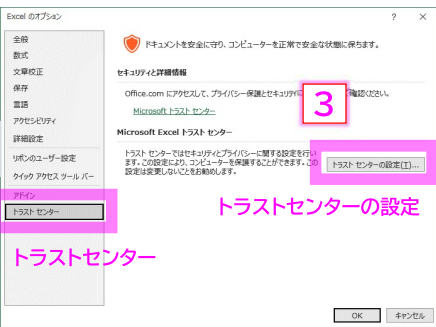 Excel のオプション
全般
数式
文章校正
保存
言語
アクセシビリティ
詳細設定
リボンのユーザー設定
クイック アクセス ツール バー
アドイン
トラスト センター
ドキュメントを安全に守り、コンピューターを正常で安全な状態に保ちます。
セキュリティと詳細情報
Office.com にアクセスして、プライバシー保護とセキュリティに 確認ください。
3
Microsoft トラスト センター
Microsoft Excel トラスト センター
トラスト センターではセキュリティとプライバシーに関する設定を行い
ます。この設定により、コンピューターを保護することができます。この
設定は変更しないことをお勧めします。
トラスト センターの設定(T)...
トラストセンターの設定
トラストセンター
OK
キャンセル